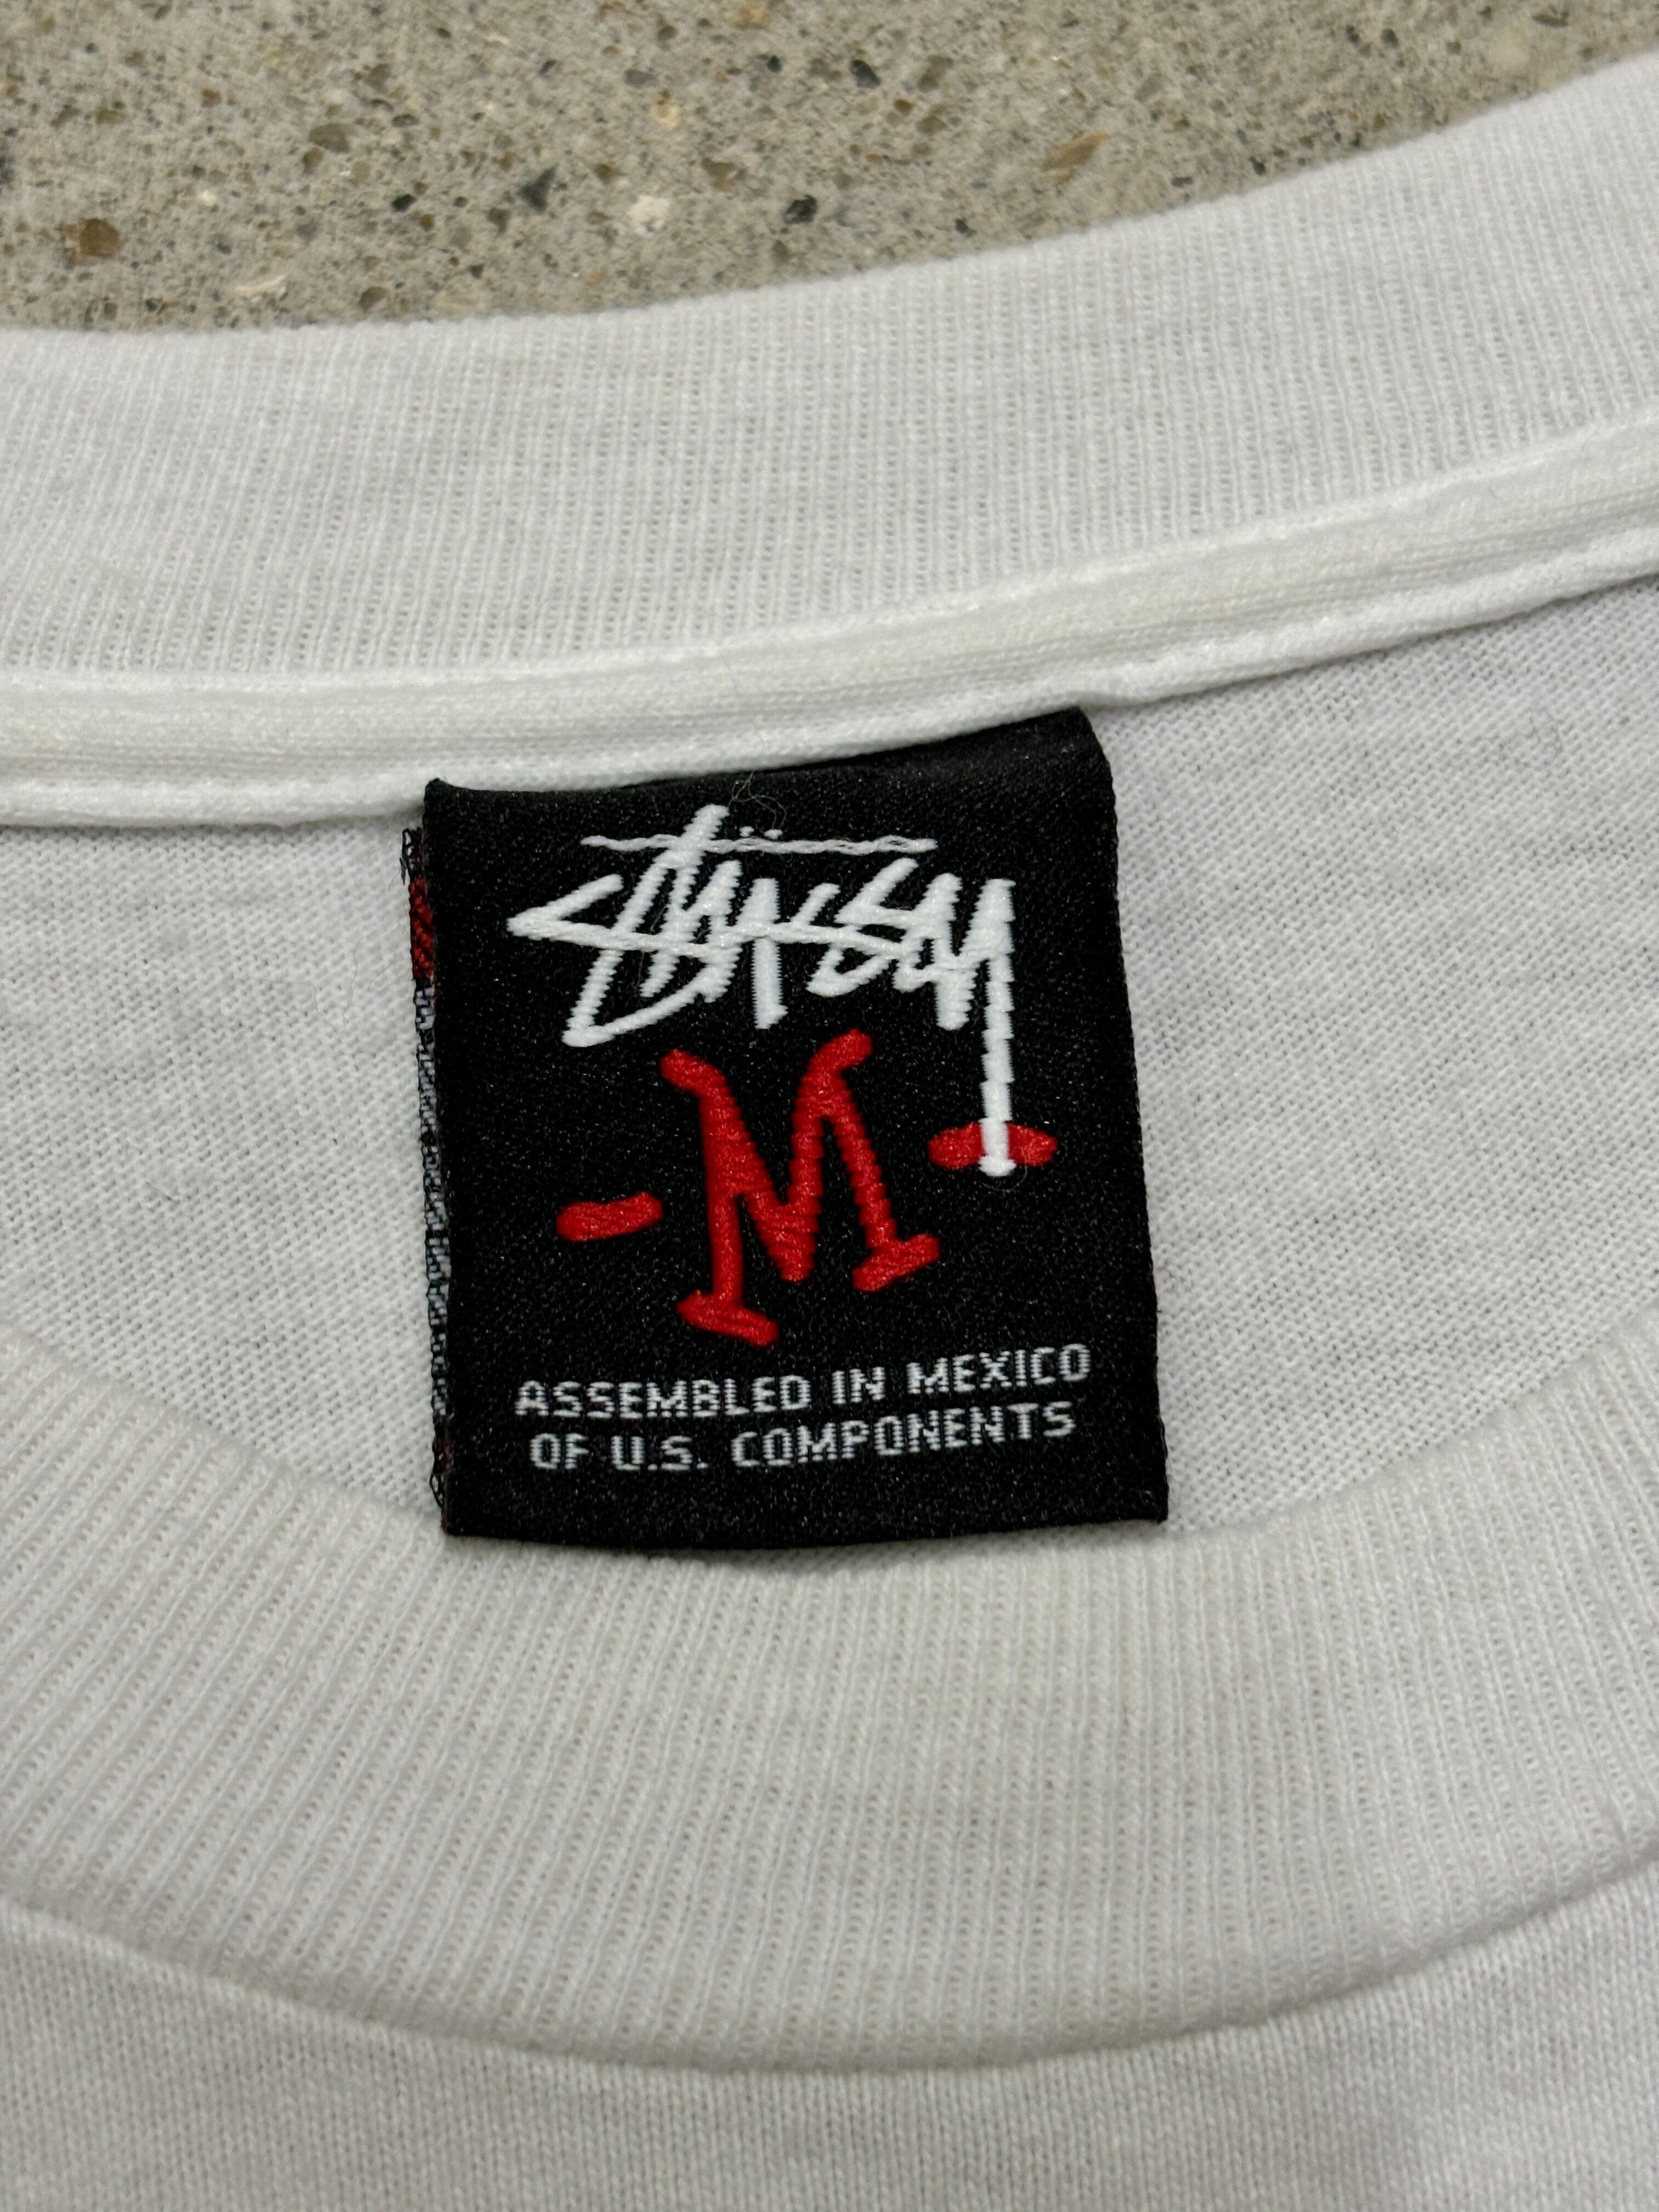 Stüssy
-M-
ASSEMBLED IN MEXICO
OF U.S. COMPONENTS